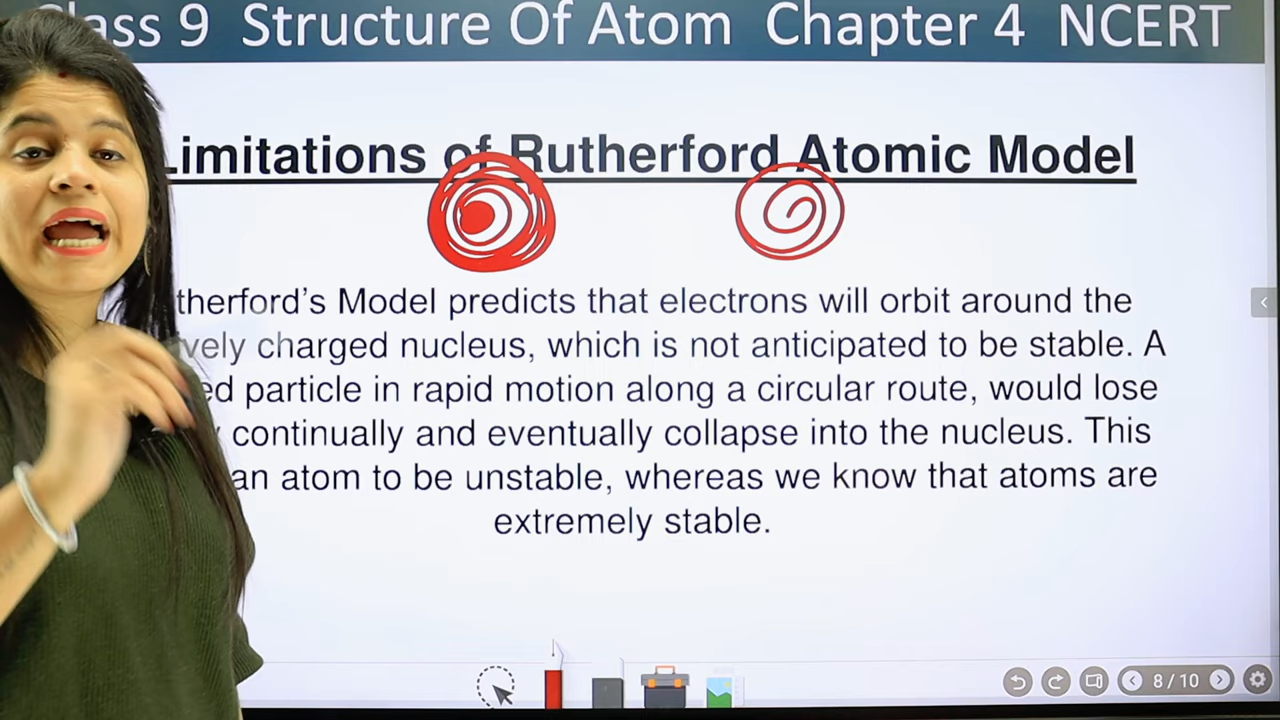 ass 9 Structure Of Atom Chapter 4 NCERT
Limitations of Rutherford Atomic Model
therford’s Model predicts that electrons will orbit around the
vely charged nucleus, which is not anticipated to be stable. A
ed particle in rapid motion along a circular route, would lose
continually and eventually collapse into the nucleus. This
an atom to be unstable, whereas we know that atoms are
extremely stable.
8/10